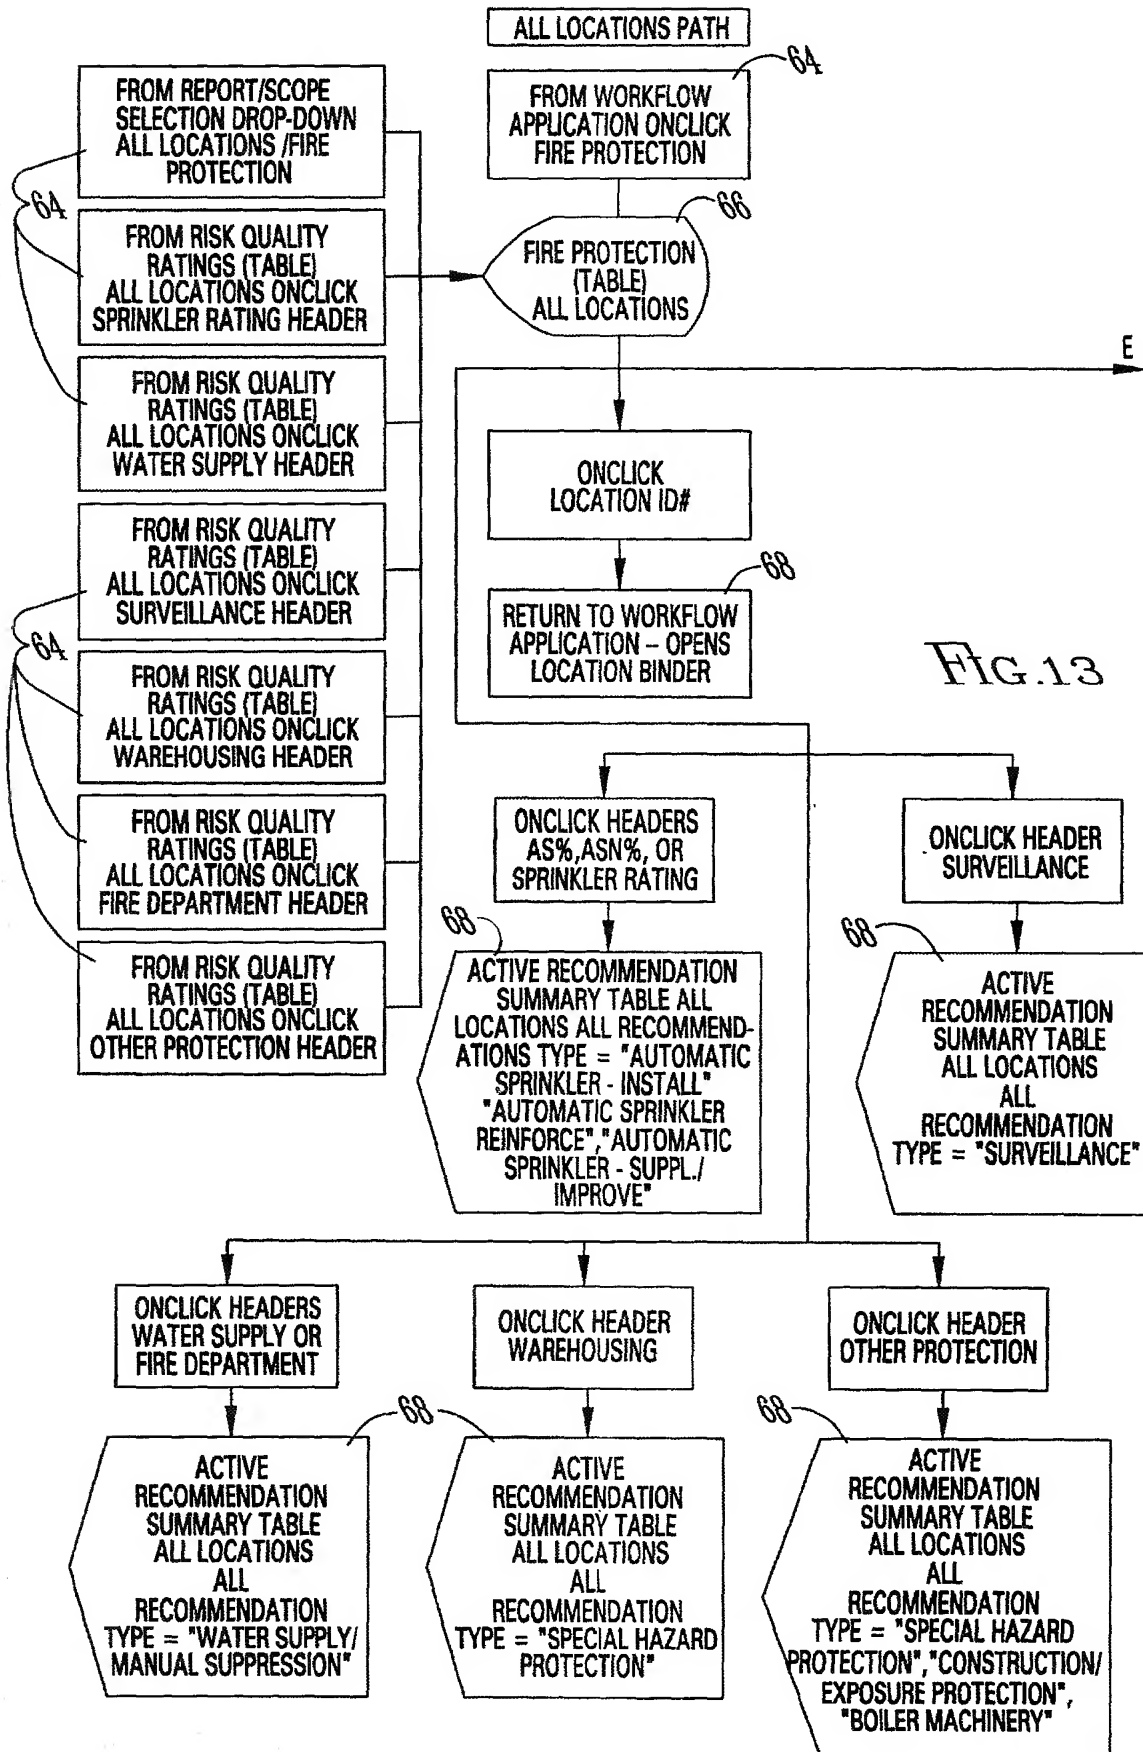 ALL LOCATIONS PATH
64
FROM WORKFLOW
APPLICATION ONCLICK
FIRE PROTECTION
FROM REPORT/SCOPE
SELECTION DROP-DOWN
ALL LOCATIONS /FIRE
PROTECTION
64
FROM RISK QUALITY
RATINGS (TABLE)
ALL LOCATIONS ONCLICK
SPRINKLER RATING HEADER
66
FIRE PROTECTION
(TABLE)
ALL LOCATIONS
E
FROM RISK QUALITY
RATINGS (TABLE)
ALL LOCATIONS ONCLICK
WATER SUPPLY HEADER
ONCLICK
LOCATION ID#
FROM RISK QUALITY
RATINGS (TABLE)
ALL LOCATIONS ONCLICK
SURVEILLANCE HEADER
68
RETURN TO WORKFLOW
APPLICATION – OPENS
LOCATION BINDER
64
FIG.13
FROM RISK QUALITY
RATINGS (TABLE)
ALL LOCATIONS ONCLICK
WAREHOUSING HEADER
FROM RISK QUALITY
RATINGS (TABLE)
ALL LOCATIONS ONCLICK
FIRE DEPARTMENT HEADER
FROM RISK QUALITY
RATINGS (TABLE)
ALL LOCATIONS ONCLICK
OTHER PROTECTION HEADER
ONCLICK HEADERS
AS%,ASN%, OR
SPRINKLER RATING
ONCLICK HEADER
SURVEILLANCE
68
ACTIVE RECOMMENDATION
SUMMARY TABLE ALL
LOCATIONS ALL RECOMMEND-
ATIONS TYPE = "AUTOMATIC
SPRINKLER - INSTALL"
"AUTOMATIC SPRINKLER
REINFORCE","AUTOMATIC
SPRINKLER - SUPPL./
IMPROVE"
68
ACTIVE
RECOMMENDATION
SUMMARY TABLE
ALL LOCATIONS
ALL
RECOMMENDATION
TYPE = "SURVEILLANCE"
ONCLICK HEADERS
WATER SUPPLY OR
FIRE DEPARTMENT
ONCLICK HEADER
WAREHOUSING
ONCLICK HEADER
OTHER PROTECTION
68
ACTIVE
RECOMMENDATION
SUMMARY TABLE
ALL LOCATIONS
ALL
RECOMMENDATION
TYPE = "WATER SUPPLY/
MANUAL SUPPRESSION"
ACTIVE
RECOMMENDATION
SUMMARY TABLE
ALL LOCATIONS
ALL
RECOMMENDATION
TYPE = "SPECIAL HAZARD
PROTECTION"
68
ACTIVE
RECOMMENDATION
SUMMARY TABLE
ALL LOCATIONS
ALL
RECOMMENDATION
TYPE = "SPECIAL HAZARD
PROTECTION","CONSTRUCTION/
EXPOSURE PROTECTION",
"BOILER MACHINERY"